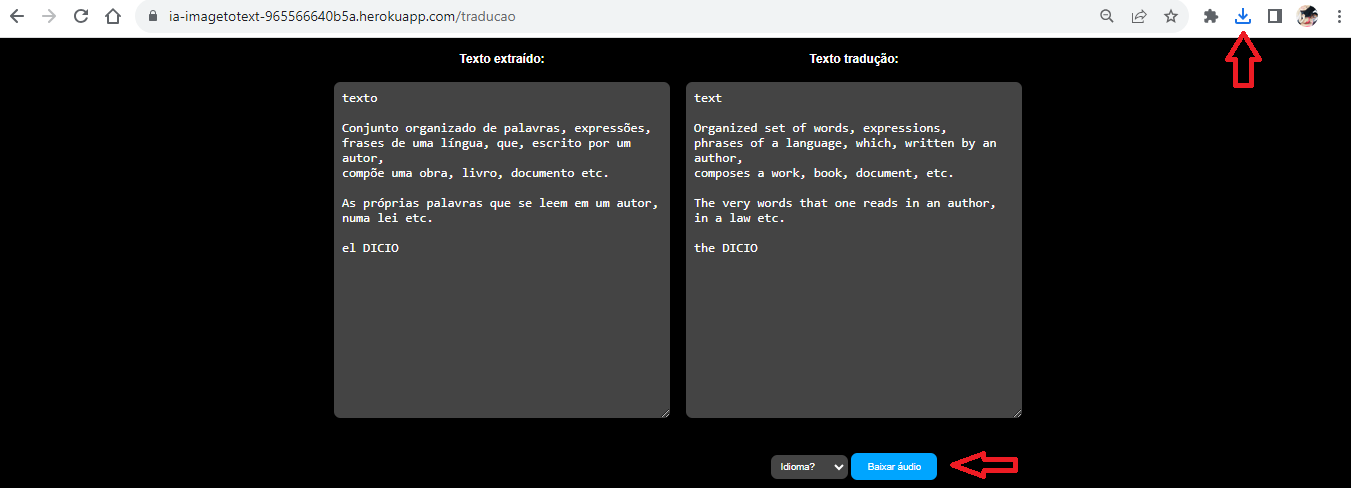 ia-imagetotext-965566640b5a.herokuapp.com/traducao
Texto extraído:
texto
Conjunto organizado de palavras, expressões,
frases de uma língua, que, escrito por um
autor,
compõe uma obra, livro, documento etc.
As próprias palavras que se leem em um autor,
numa lei etc.
el DICIO
Texto tradução:
text
Organized set of words, expressions,
phrases of a language, which, written by an
author,
composes a work, book, document, etc.
The very words that one reads in an author,
in a law etc.
the DICIO
Idioma?
Baixar áudio